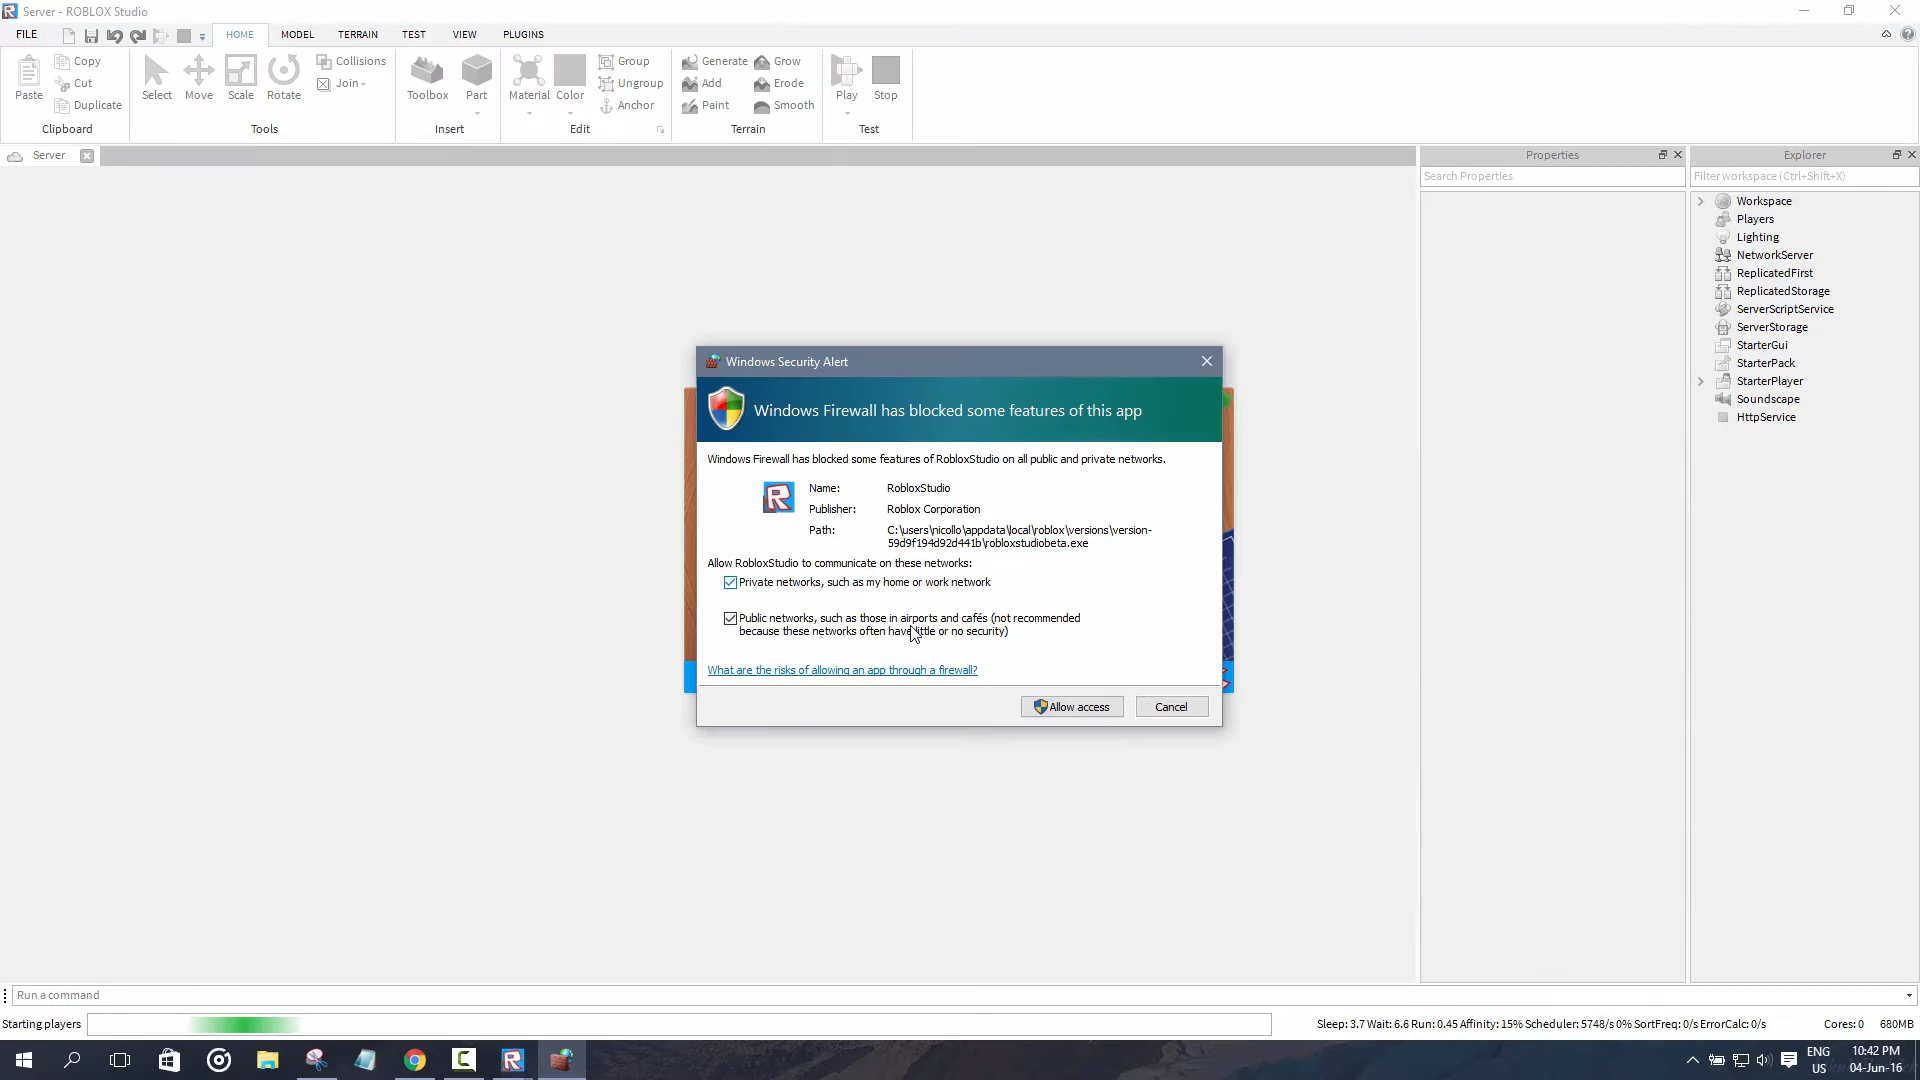 Server - ROBLOX Studio
FILE
HOME
MODEL
TERRAIN
TEST
VIEW
PLUGINS
Paste
Copy
Cut
Duplicate
Clipboard
Select
Move
Scale
Rotate
Collisions
Join
Tools
Toolbox
Part
Insert
Material
Color
Group
Ungroup
Anchor
Edit
Generate
Add
Paint
Grow
Erode
Smooth
Terrain
Play
Stop
Test
Server
Properties
Search Properties
Explorer
Filter workspace (Ctrl+Shift+X)
Workspace
Players
Lighting
NetworkServer
ReplicatedFirst
ReplicatedStorage
ServerScriptService
ServerStorage
StarterGui
StarterPack
StarterPlayer
Soundscape
HttpService
Windows Security Alert
Windows Firewall has blocked some features of this app
Windows Firewall has blocked some features of RobloxStudio on all public and private networks.
Name: RobloxStudio
Publisher: Roblox Corporation
Path: C:\users\nicollo\appdata\local\roblox\versions\version-
59d9f194d92d441b\robloxstudiobeta.exe
Allow RobloxStudio to communicate on these networks:
Private networks, such as my home or work network
Public networks, such as those in airports and cafés (not recommended
because these networks often have little or no security)
What are the risks of allowing an app through a firewall?
Allow access
Cancel
Run a command
Starting players
Sleep: 3.7 Wait: 6.6 Run: 0.45 Affinity: 15% Scheduler: 5748/s 0% SortFreq: 0/s ErrorCalc: 0/s
Cores: 0
680MB
ENG
US
10:42 PM
04-Jun-16